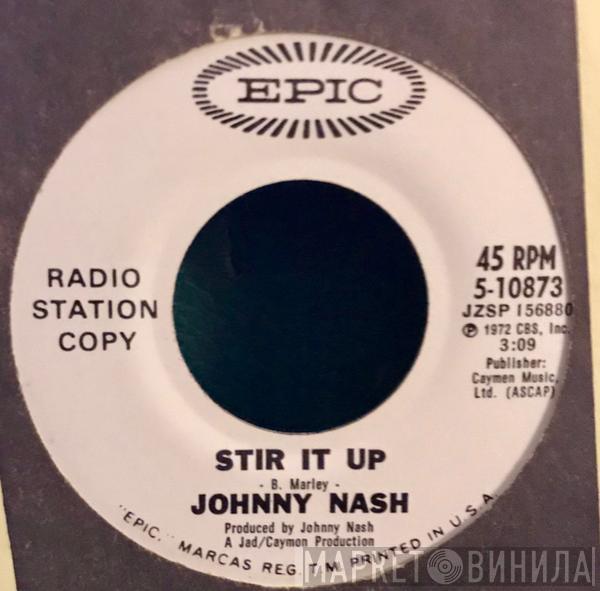 EPIC
RADIO
STATION
COPY
45 RPM
5-10873
JZSP 156880
℗ 1972 CBS, Inc.
3:09
Publisher:
Caymen Music,
Ltd. (ASCAP)
STIR IT UP
- B. Marley -
JOHNNY NASH
Produced by Johnny Nash
A Jad/Caymon Production
"EPIC," MARCAS REG. T.M. PRINTED IN U.S.A.
МАРКЕТ ВИНИЛА